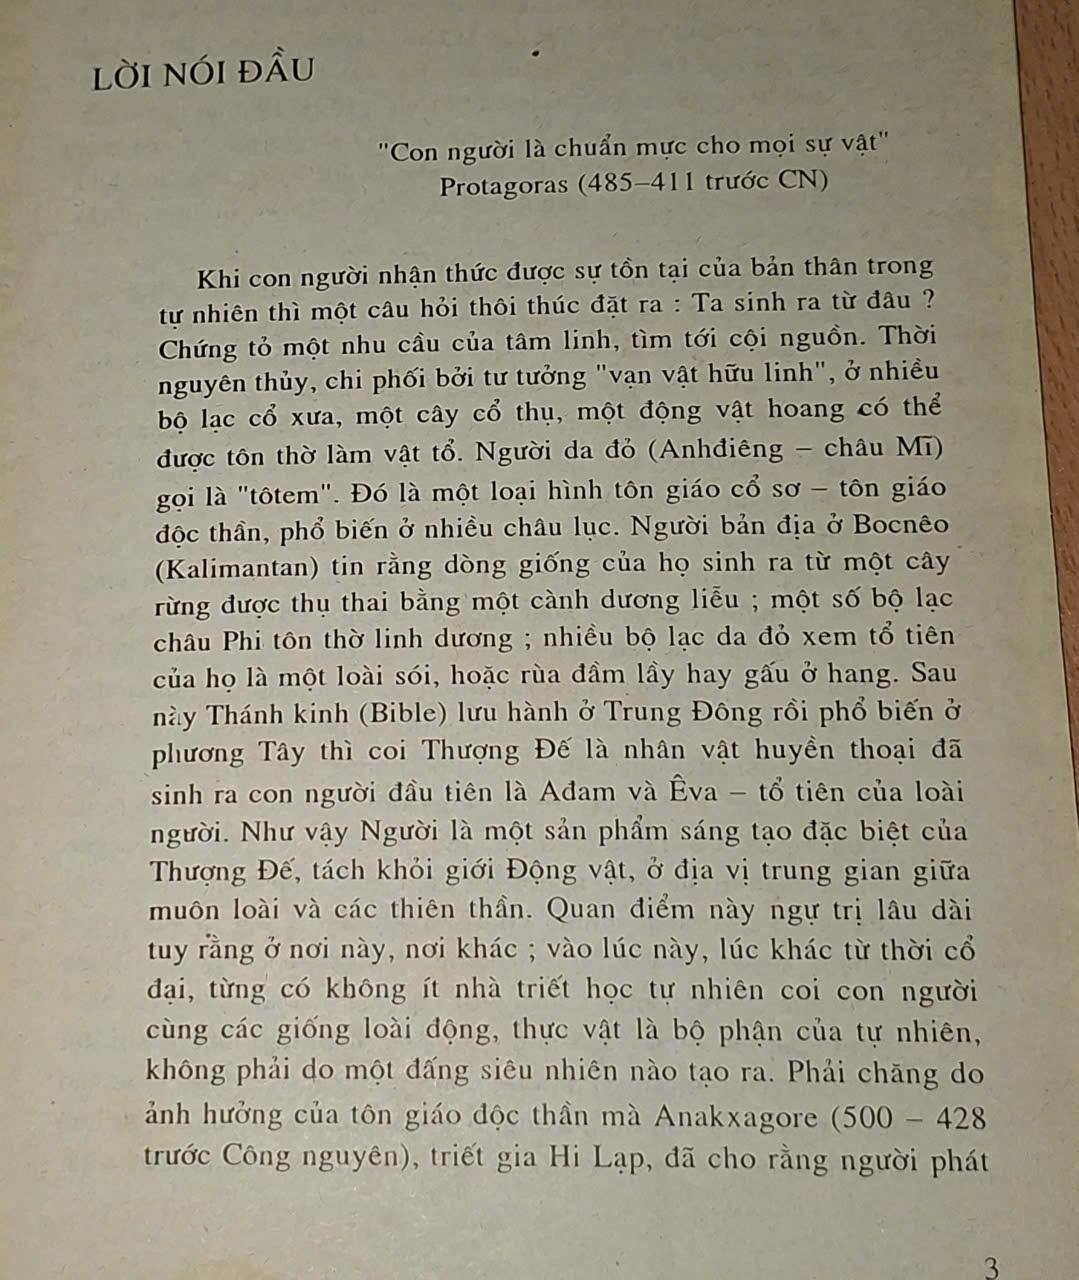 LỜI NÓI ĐẦU
"Con người là chuẩn mực cho mọi sự vật"
Protagoras (485–411 trước CN)
Khi con người nhận thức được sự tồn tại của bản thân trong
tự nhiên thì một câu hỏi thôi thúc đặt ra : Ta sinh ra từ đâu ?
Chứng tỏ một nhu cầu của tâm linh, tìm tới cội nguồn. Thời
nguyên thủy, chi phối bởi tư tưởng "vạn vật hữu linh", ở nhiều
bộ lạc cổ xưa, một cây cổ thụ, một động vật hoang có thể
được tôn thờ làm vật tổ. Người da đỏ (Anhđiêng – châu Mĩ)
gọi là "tôtem". Đó là một loại hình tôn giáo cổ sơ – tôn giáo
độc thần, phổ biến ở nhiều châu lục. Người bản địa ở Bocnêo
(Kalimantan) tin rằng dòng giống của họ sinh ra từ một cây
rừng được thụ thai bằng một cành dương liễu ; một số bộ lạc
châu Phi tôn thờ linh dương ; nhiều bộ lạc da đỏ xem tổ tiên
của họ là một loài sói, hoặc rùa đầm lầy hay gấu ở hang. Sau
này Thánh kinh (Bible) lưu hành ở Trung Đông rồi phổ biến ở
phương Tây thì coi Thượng Đế là nhân vật huyền thoại đã
sinh ra con người đầu tiên là Ađam và Êva – tổ tiên của loài
người. Như vậy Người là một sản phẩm sáng tạo đặc biệt của
Thượng Đế, tách khỏi giới Động vật, ở địa vị trung gian giữa
muôn loài và các thiên thần. Quan điểm này ngự trị lâu dài
tuy rằng ở nơi này, nơi khác ; vào lúc này, lúc khác từ thời cổ
đại, từng có không ít nhà triết học tự nhiên coi con người
cùng các giống loài động, thực vật là bộ phận của tự nhiên,
không phải do một đấng siêu nhiên nào tạo ra. Phải chăng do
ảnh hưởng của tôn giáo độc thần mà Anakxagore (500 – 428
trước Công nguyên), triết gia Hi Lạp, đã cho rằng người phát
3